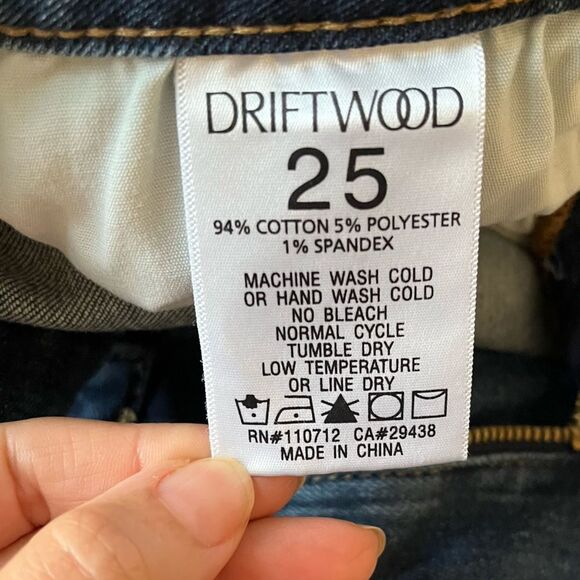 DRIFTWOOD
25
94% COTTON 5% POLYESTER
1% SPANDEX
MACHINE WASH COLD
OR HAND WASH COLD
NO BLEACH
NORMAL CYCLE
TUMBLE DRY
LOW TEMPERATURE
OR LINE DRY
RN#110712 CA#29438
MADE IN CHINA